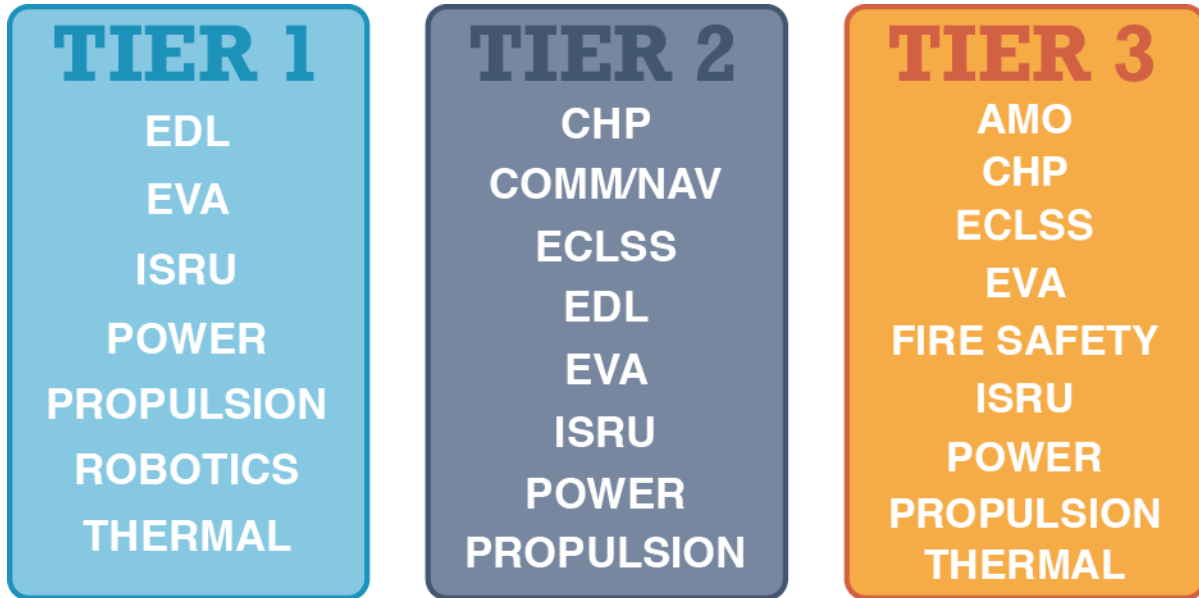 TIER 1
EDL
EVA
ISRU
POWER
PROPULSION
ROBOTICS
THERMAL
TIER 2
CHP
COMM/NAV
ECLSS
EDL
EVA
ISRU
POWER
PROPULSION
TIER 3
AMO
CHP
ECLSS
EVA
FIRE SAFETY
ISRU
POWER
PROPULSION
THERMAL